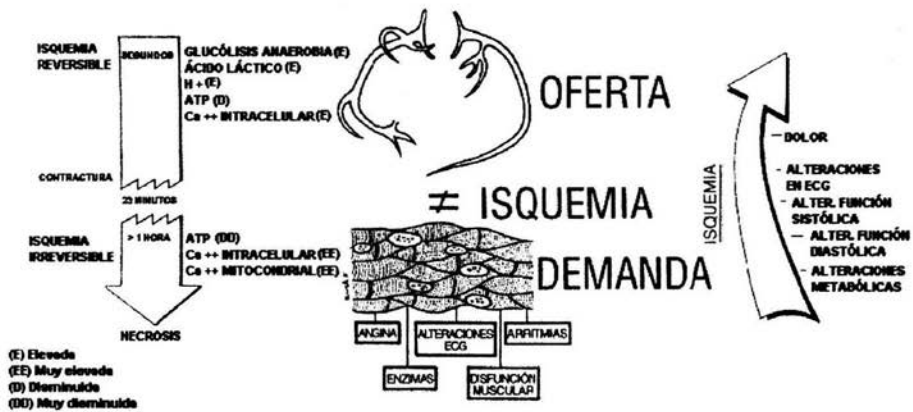 ISQUEMIA
REVERSIBLE
SEGUNDOS
GLUCÓLISIS ANAEROBIA (E)
ÁCIDO LÁCTICO (E)
H + (E)
ATP (D)
Ca ++ INTRACELULAR (E)
CONTRACTURA
ISQUEMIA
IRREVERSIBLE
MINUTOS
> 1 HORA
ATP (DD)
Ca ++ INTRACELULAR (EE)
Ca ++ MITOCONDRIAL (EE)
NECROSIS
(E) Elevada
(EE) Muy elevada
(D) Disminuida
(DD) Muy disminuida
OFERTA
≠ ISQUEMIA
DEMANDA
ANGINA
ALTERACIONES
ECG
ARRITMIAS
ENZIMAS
DISFUNCIÓN
MUSCULAR
ISQUEMIA
DOLOR
ALTERACIONES
EN ECG
ALTER. FUNCIÓN
SISTÓLICA
ALTER. FUNCIÓN
DIASTÓLICA
ALTERACIONES
METABÓLICAS